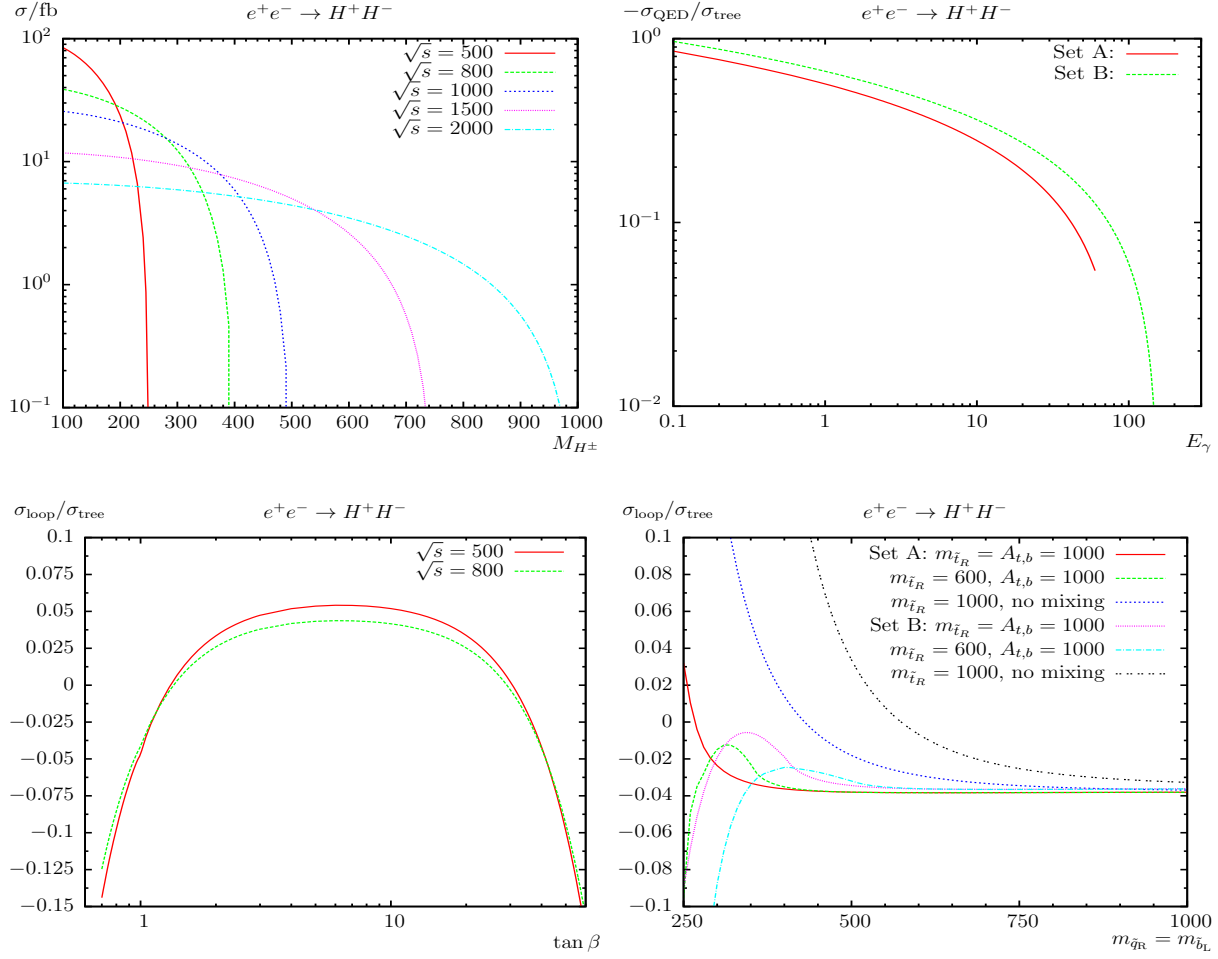 σ/fb
e⁺e⁻ → H⁺H⁻
√s = 500
√s = 800
√s = 1000
√s = 1500
√s = 2000
10²
10¹
10⁰
10⁻¹
100 200 300 400 500 600 700 800 900 1000
M_{H±}
−σ_QED/σ_tree
e⁺e⁻ → H⁺H⁻
Set A:
Set B:
10⁰
10⁻¹
10⁻²
0.1 1 10 100
E_γ
σ_loop/σ_tree
e⁺e⁻ → H⁺H⁻
√s = 500
√s = 800
0.1
0.075
0.05
0.025
0
−0.025
−0.05
−0.075
−0.1
−0.125
−0.15
1 10
tan β
σ_loop/σ_tree
e⁺e⁻ → H⁺H⁻
Set A: m_{t̃_R} = A_{t,b} = 1000
m_{t̃_R} = 600, A_{t,b} = 1000
m_{t̃_R} = 1000, no mixing
Set B: m_{t̃_R} = A_{t,b} = 1000
m_{t̃_R} = 600, A_{t,b} = 1000
m_{t̃_R} = 1000, no mixing
0.1
0.08
0.06
0.04
0.02
0
−0.02
−0.04
−0.06
−0.08
−0.1
250 500 750 1000
m_{q̃_R} = m_{b̃_L}